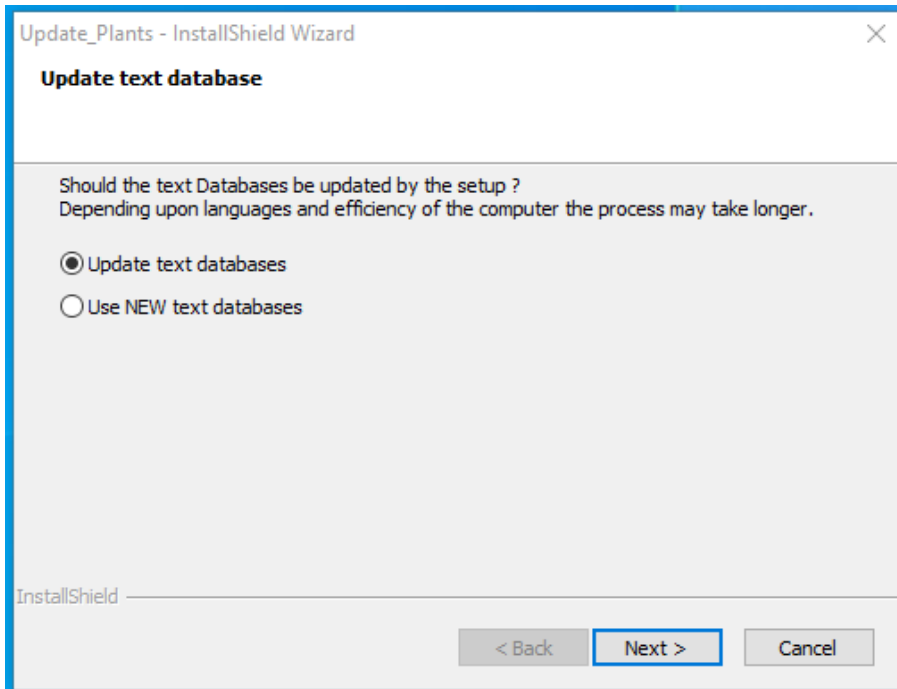 Update_Plants - InstallShield Wizard
Update text database
Should the text Databases be updated by the setup ?
Depending upon languages and efficiency of the computer the process may take longer.
Update text databases
Use NEW text databases
InstallShield
< Back
Next >
Cancel